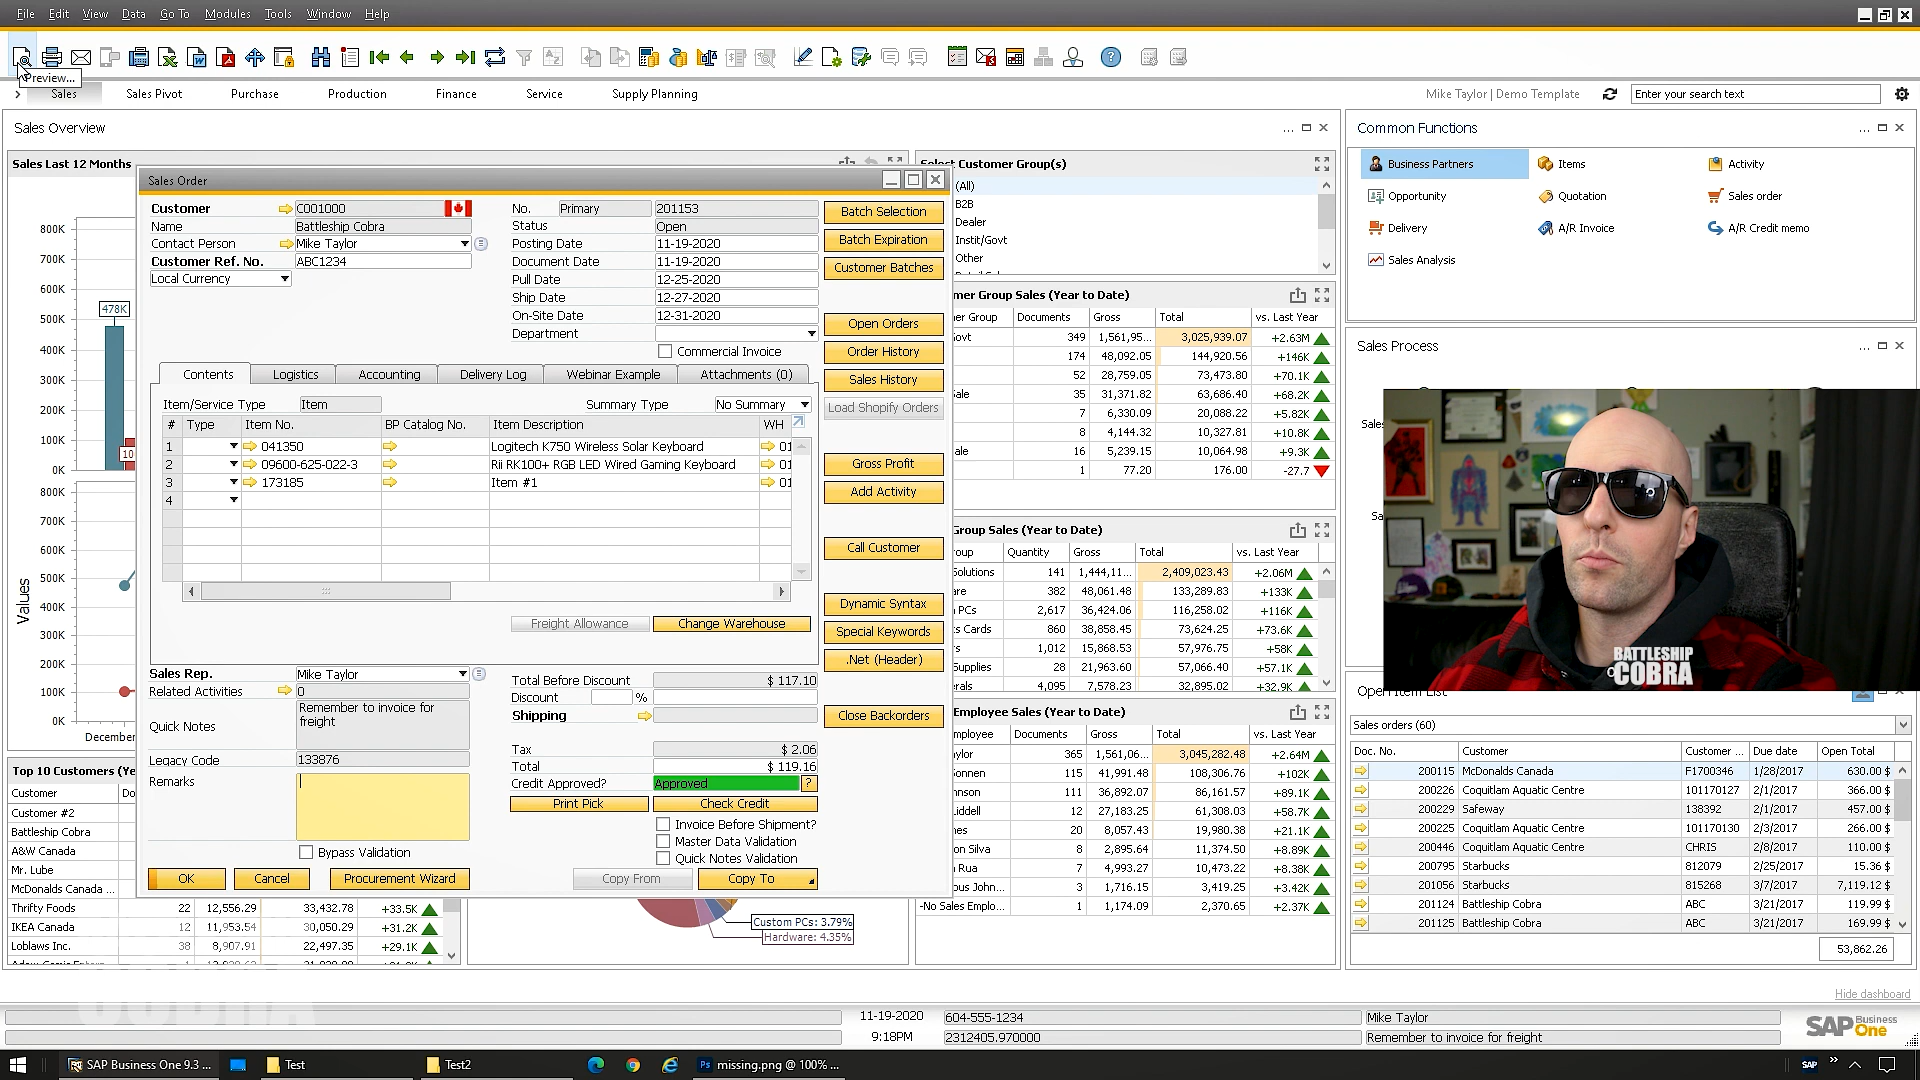 File Edit View Data Go To Modules Tools Window Help
Preview...
Sales Sales Pivot Purchase Production Finance Service Supply Planning
Mike Taylor | Demo Template
Enter your search text
Sales Overview
Sales Last 12 Months
800K
700K
600K
500K
400K
300K
200K
100K
0K
478K
10
800K
700K
600K
500K
400K
300K
200K
100K
0K
Values
December
Sales Order
Customer C001000
Name Battleship Cobra
Contact Person Mike Taylor
Customer Ref. No. ABC1234
Local Currency
No. Primary 201153
Status Open
Posting Date 11-19-2020
Document Date 11-19-2020
Pull Date 12-25-2020
Ship Date 12-27-2020
On-Site Date 12-31-2020
Department
Commercial Invoice
Batch Selection
Batch Expiration
Customer Batches
Open Orders
Order History
Sales History
Load Shopify Orders
Gross Profit
Add Activity
Call Customer
Dynamic Syntax
Special Keywords
.Net (Header)
Close Backorders
Contents Logistics Accounting Delivery Log Webinar Example Attachments (0)
Item/Service Type Item Summary Type No Summary
# Type Item No. BP Catalog No. Item Description WH
1 041350 Logitech K750 Wireless Solar Keyboard 01
2 09600-625-022-3 Rii RK100+ RGB LED Wired Gaming Keyboard 01
3 173185 Item #1 01
4
Freight Allowance Change Warehouse
Sales Rep. Mike Taylor
Related Activities 0
Quick Notes Remember to invoice for
freight
Legacy Code 133876
Remarks
Bypass Validation
Total Before Discount $ 117.10
Discount %
Shipping
Tax $ 2.06
Total $ 119.16
Credit Approved? Approved ?
Print Pick Check Credit
Invoice Before Shipment?
Master Data Validation
Quick Notes Validation
OK Cancel Procurement Wizard Copy From Copy To
Top 10 Customers (Ye
Customer Do
Customer #2
Battleship Cobra
A&W Canada
Mr. Lube
McDonalds Canada ...
Thrifty Foods 22 12,556.29 33,432.78 +33.5K
IKEA Canada 12 11,953.54 30,050.29 +31.2K
Loblaws Inc. 38 8,907.91 22,497.35 +29.1K
Custom PCs: 3.79%
Hardware: 4.35%
Select Customer Group(s)
(All)
B2B
Dealer
Instit/Govt
Other
mer Group Sales (Year to Date)
er Group Documents Gross Total vs. Last Year
ovt 349 1,561,95... 3,025,939.07 +2.63M
174 48,092.05 144,920.56 +146K
52 28,759.05 73,473.80 +70.1K
ale 35 31,371.82 63,686.40 +68.2K
7 6,330.09 20,088.22 +5.82K
8 4,144.32 10,327.81 +10.8K
ale 16 5,239.15 10,064.98 +9.3K
1 77.20 176.00 -27.7
Group Sales (Year to Date)
oup Quantity Gross Total vs. Last Year
Solutions 141 1,444,11... 2,409,023.43 +2.06M
are 382 48,061.48 133,289.83 +133K
PCs 2,617 36,424.06 116,258.02 +116K
s Cards 860 38,858.45 73,624.25 +73.6K
rs 1,012 15,868.53 57,976.75 +58K
Supplies 28 21,963.60 57,066.40 +57.1K
erals 4,095 7,578.23 32,895.02 +32.9K
Employee Sales (Year to Date)
mployee Documents Gross Total vs. Last Year
aylor 365 1,561,06... 3,045,282.48 +2.64M
onnen 115 41,991.48 108,306.76 +102K
hnson 111 36,892.07 86,161.57 +89.1K
iddell 12 27,183.25 61,308.03 +58.7K
nes 20 8,057.43 19,980.38 +21.1K
on Silva 8 2,895.64 11,374.50 +8.89K
Rua 7 4,993.27 10,473.22 +8.38K
ous John... 3 1,716.15 3,419.25 +3.42K
-No Sales Emplo... 1 1,174.09 2,370.65 +2.37K
Common Functions
Business Partners Items Activity
Opportunity Quotation Sales order
Delivery A/R Invoice A/R Credit memo
Sales Analysis
Sales Process
Sales
Sa
BATTLESHIP
COBRA
Open Item List
Sales orders (60)
Doc. No. Customer Customer ... Due date Open Total
200115 McDonalds Canada F1700346 1/28/2017 630.00 $
200226 Coquitlam Aquatic Centre 101170127 2/1/2017 366.00 $
200229 Safeway 138392 2/1/2017 457.00 $
200225 Coquitlam Aquatic Centre 101170130 2/3/2017 266.00 $
200446 Coquitlam Aquatic Centre CHRIS 2/8/2017 110.00 $
200795 Starbucks 812079 2/25/2017 15.36 $
201056 Starbucks 815268 3/7/2017 7,119.12 $
201124 Battleship Cobra ABC 3/21/2017 119.99 $
201125 Battleship Cobra ABC 3/21/2017 169.99 $
53,862.26
Hide dashboard
11-19-2020 604-555-1234 Mike Taylor
9:18PM 2312405.970000 Remember to invoice for freight
SAP Business One
SAP Business One 9.3 ... Test Test2 missing.png @ 100% ... SAP